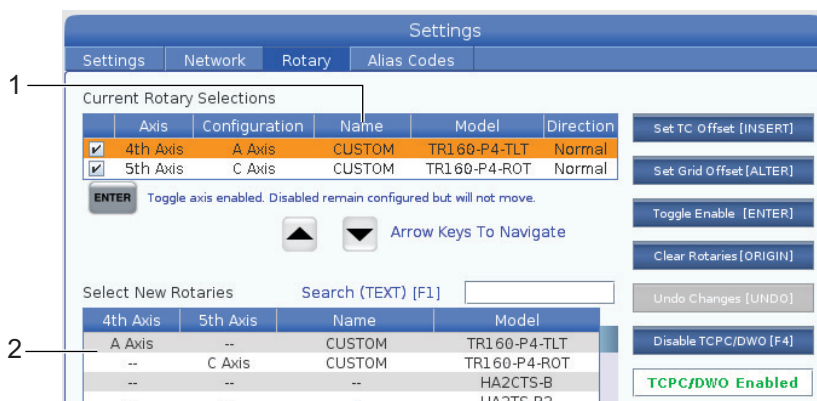 Settings
Settings Network Rotary Alias Codes
1
Current Rotary Selections
Axis Configuration Name Model Direction
4th Axis A Axis CUSTOM TR160-P4-TLT Normal
5th Axis C Axis CUSTOM TR160-P4-ROT Normal
ENTER Toggle axis enabled. Disabled remain configured but will not move.
Arrow Keys To Navigate
Set TC Offset [INSERT]
Set Grid Offset [ALTER]
Toggle Enable [ENTER]
Clear Rotaries [ORIGIN]
Undo Changes [UNDO]
Disable TCPC/DWO [F4]
TCPC/DWO Enabled
Select New Rotaries Search (TEXT) [F1]
4th Axis 5th Axis Name Model
2
A Axis -- CUSTOM TR160-P4-TLT
-- C Axis CUSTOM TR160-P4-ROT
-- -- -- HA2CTS-B